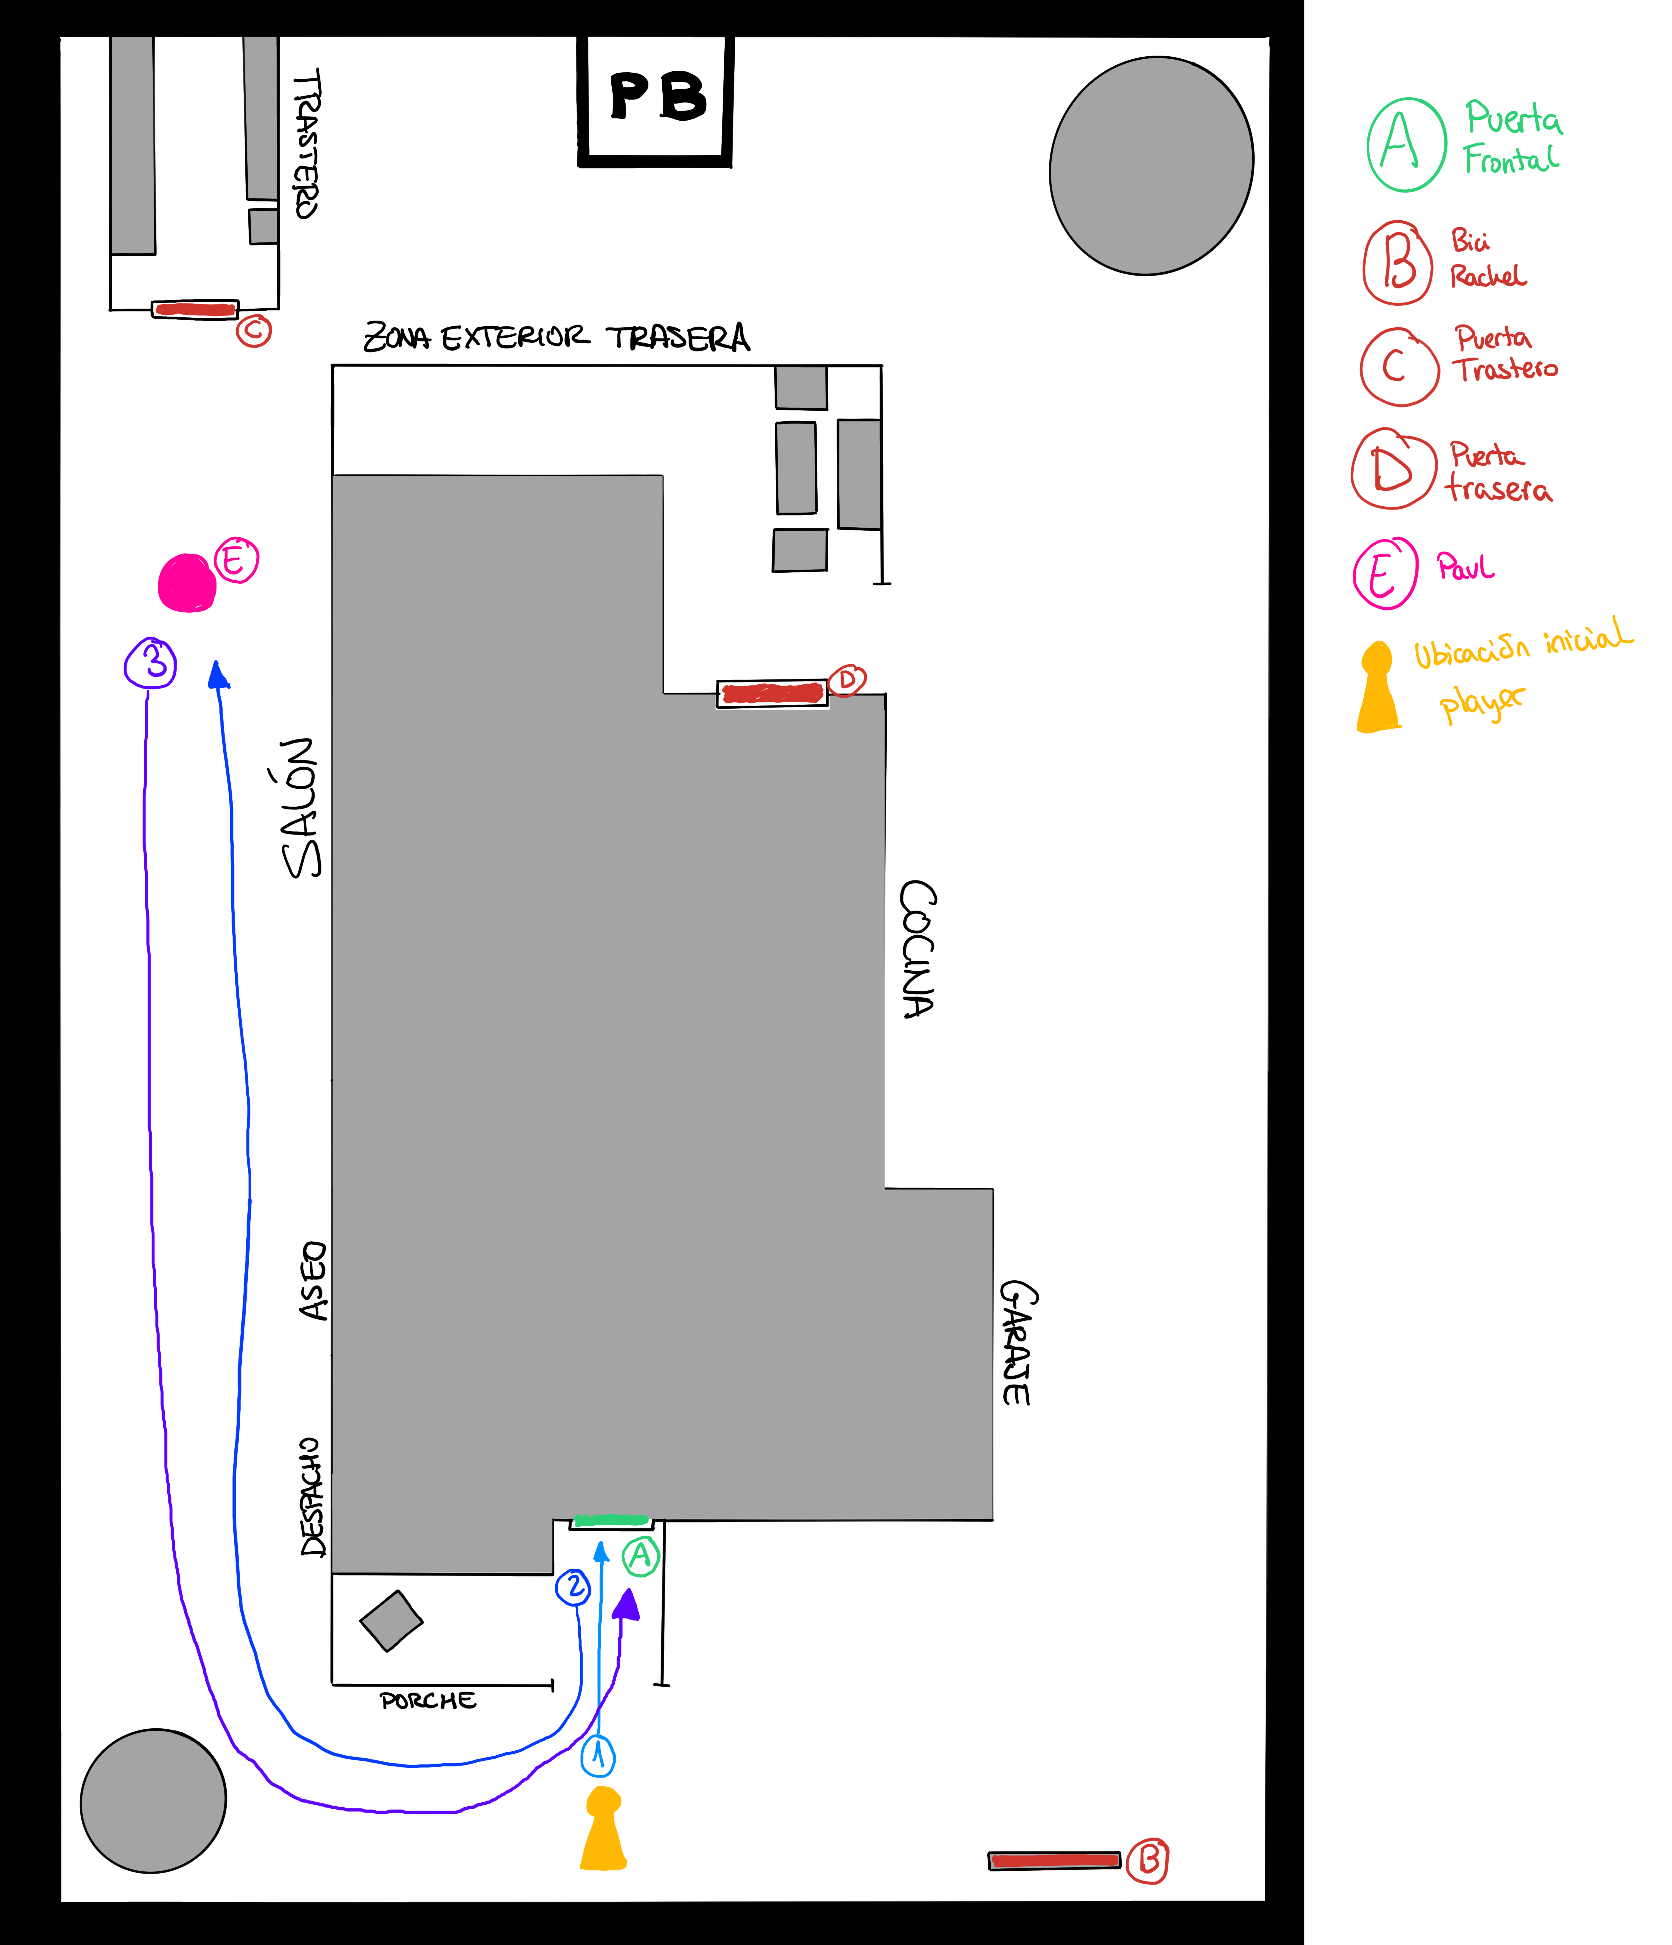 TRASTERO
PB
C
ZONA EXTERIOR TRASERA
E
3
D
SALÓN
COCINA
ASEO
GARAJE
DESPACHO
A
2
PORCHE
1
B
A Puerta
Frontal
B Bici
Rachel
C Puerta
Trastero
D Puerta
trasera
E Paul
Ubicación inicial
player